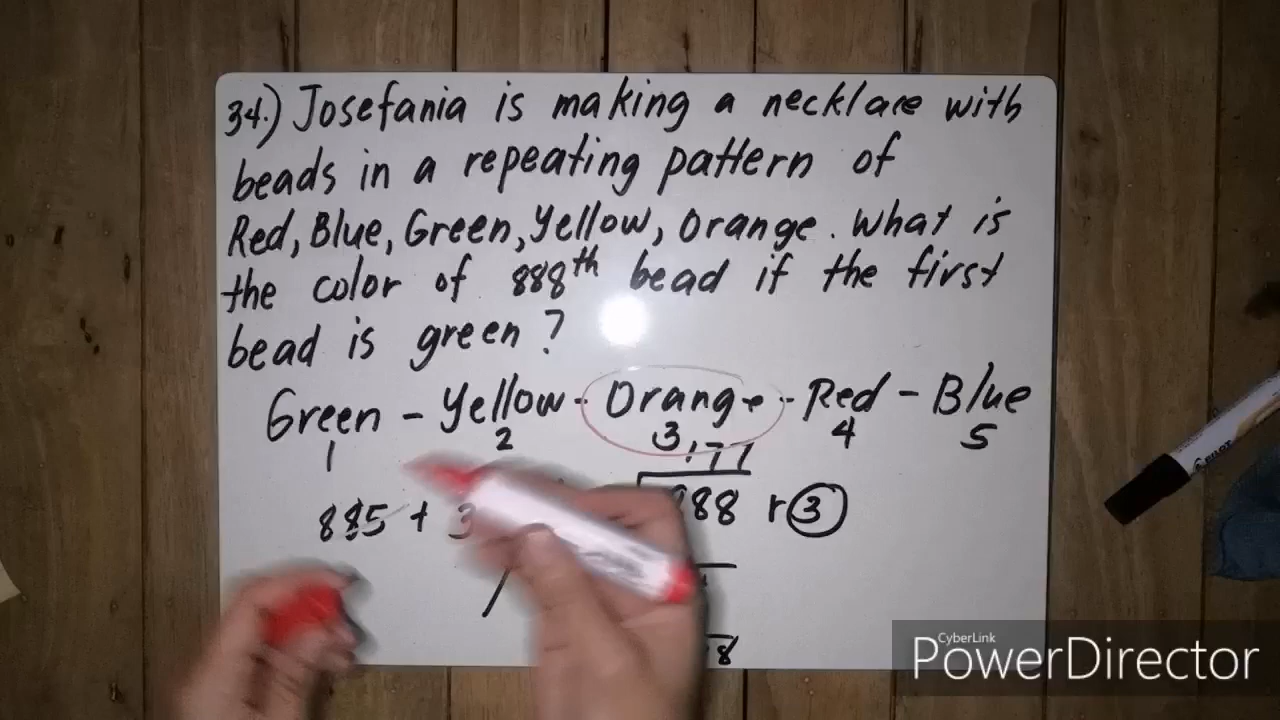 34.) Josefania is making a necklace with
beads in a repeating pattern of
Red, Blue, Green, Yellow, Orange. What is
the color of 888th bead if the first
bead is green?
Green - Yellow - Orange - Red - Blue
1 2 3 4 5
177
885 + 3 888 r 3
8
PILOT
CyberLink
PowerDirector